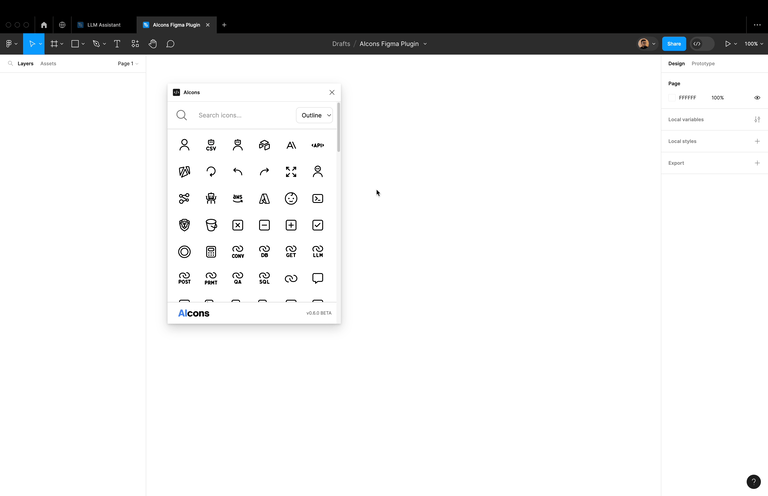 LLM Assistant
AIcons Figma Plugin
Drafts / AIcons Figma Plugin
Share
100%
Layers
Assets
Page 1
Design
Prototype
Page
FFFFFF
100%
Local variables
Local styles
Export
AIcons
Search icons...
Outline
CSV
A\
API
aws
CONV
DB
GET
LLM
POST
PRMT
QA
SQL
AIcons
v0.6.0 BETA
?